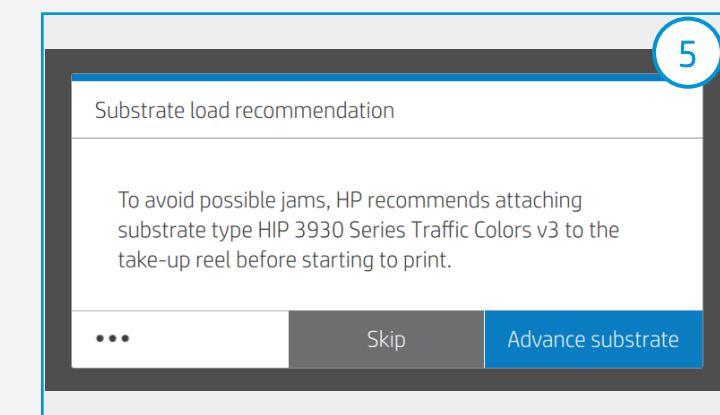 5
Substrate load recommendation
To avoid possible jams, HP recommends attaching
substrate type HIP 3930 Series Traffic Colors v3 to the
take-up reel before starting to print.
•••
Skip
Advance substrate